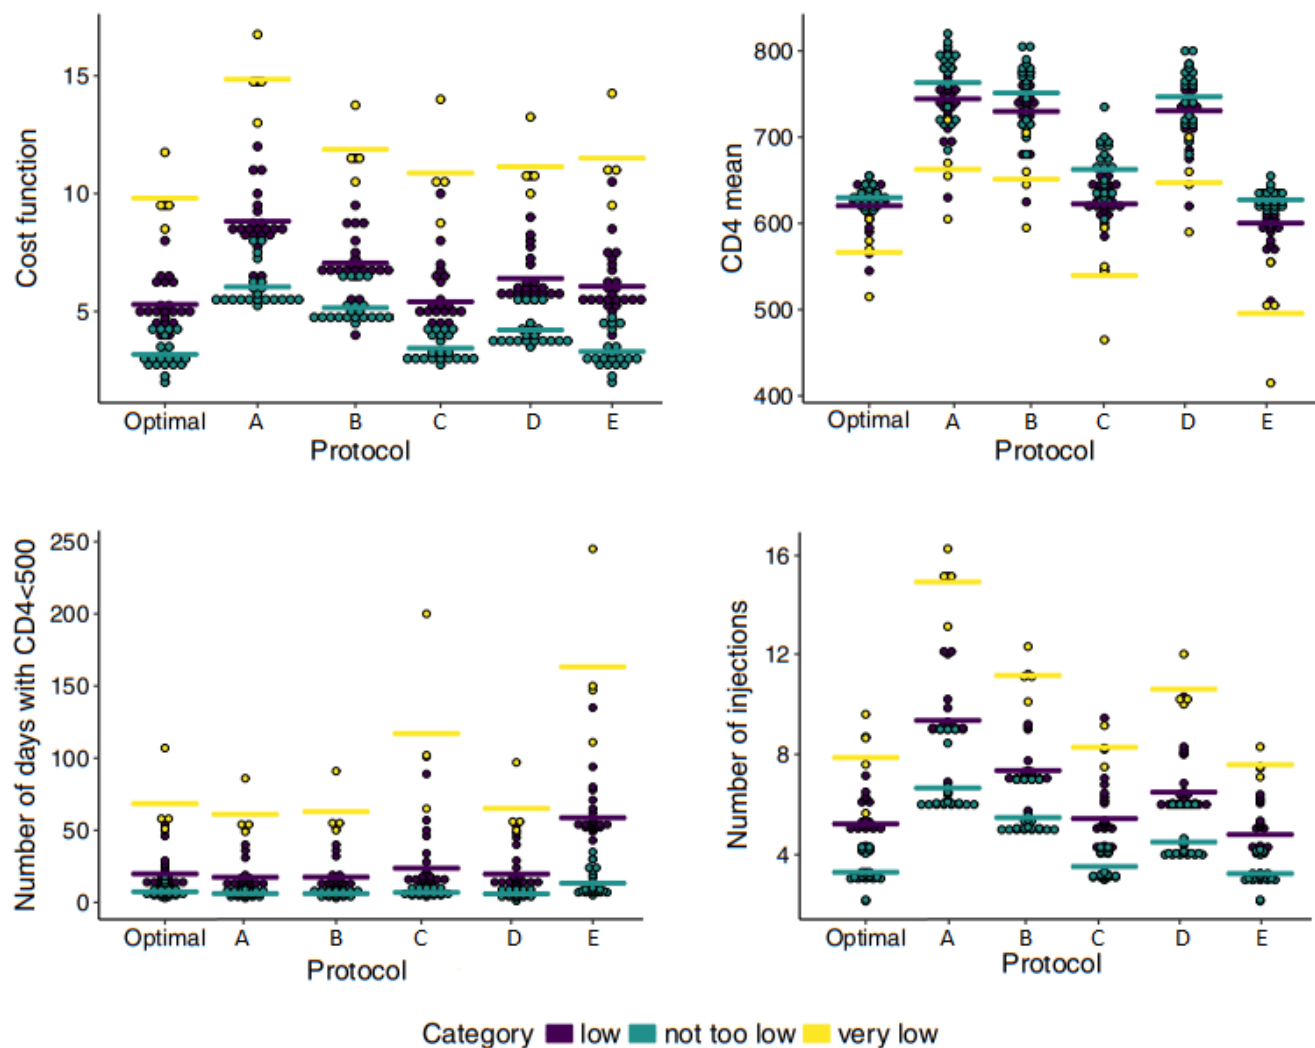 Cost function
15
10
5
Optimal A B C D E
Protocol
CD4 mean
800
700
600
500
400
Optimal A B C D E
Protocol
Number of days with CD4<500
250
200
150
100
50
0
Optimal A B C D E
Protocol
Number of injections
16
12
8
4
Optimal A B C D E
Protocol
Category low not too low very low